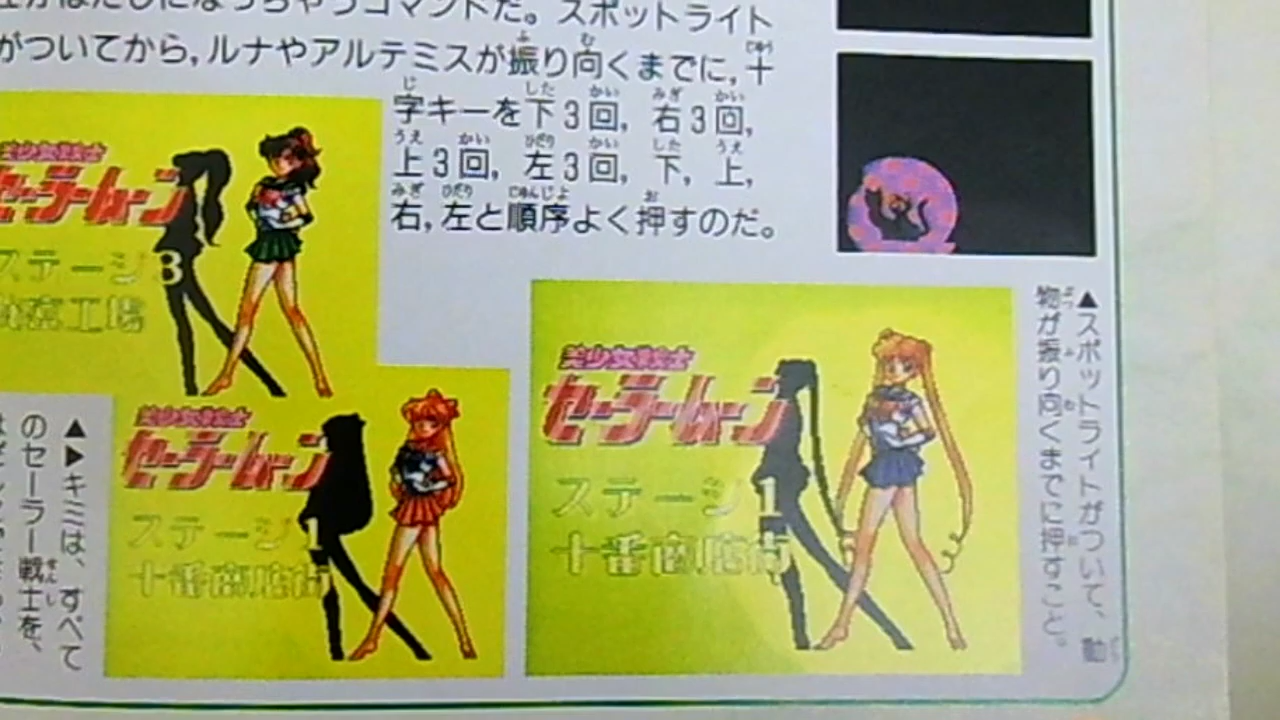 スポットライト
がついてから,ルナやアルテミスが振り向くまでに,十
字キーを下3回, 右3回,
上3回, 左3回, 下, 上,
右,左と順序よく押すのだ。
美少女戦士
セーラームーン
ステージ3
美少女戦士
セーラームーン
ステージ1
十番商店街
美少女戦士
セーラームーン
ステージ1
十番商店街
▲スポットライトがついて、動
物が振り向くまでに押すこと。
▲▶キミは、すべて
のセーラー戦士を、